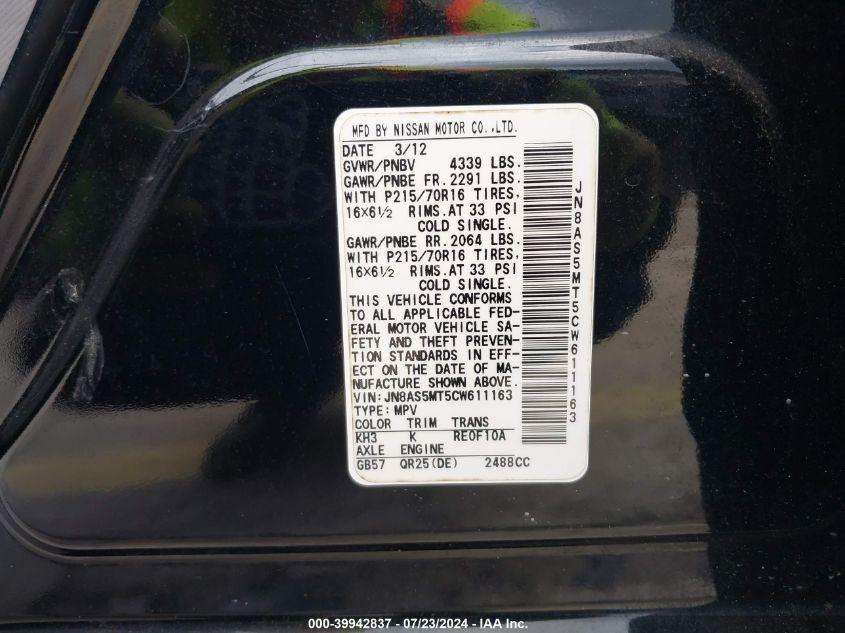 MFD BY NISSAN MOTOR CO.,LTD.
DATE 3/12
GVWR/PNBV 4339 LBS.
GAWR/PNBE FR. 2291 LBS.
WITH P215/70R16 TIRES,
16X6½ RIMS.AT 33 PSI
COLD SINGLE.
GAWR/PNBE RR. 2064 LBS.
WITH P215/70R16 TIRES,
16X6½ RIMS.AT 33 PSI
COLD SINGLE.
THIS VEHICLE CONFORMS
TO ALL APPLICABLE FED-
ERAL MOTOR VEHICLE SA-
FETY AND THEFT PREVEN-
TION STANDARDS IN EFF-
ECT ON THE DATE OF MA-
NUFACTURE SHOWN ABOVE.
VIN:JN8AS5MT5CW611163
TYPE:MPV
COLOR TRIM TRANS
KH3 K RE0F10A
AXLE ENGINE
GB57 QR25(DE) 2488CC
JN8AS5MT5CW611163
000-39942837 / 07/23/2024 - IAA Inc.